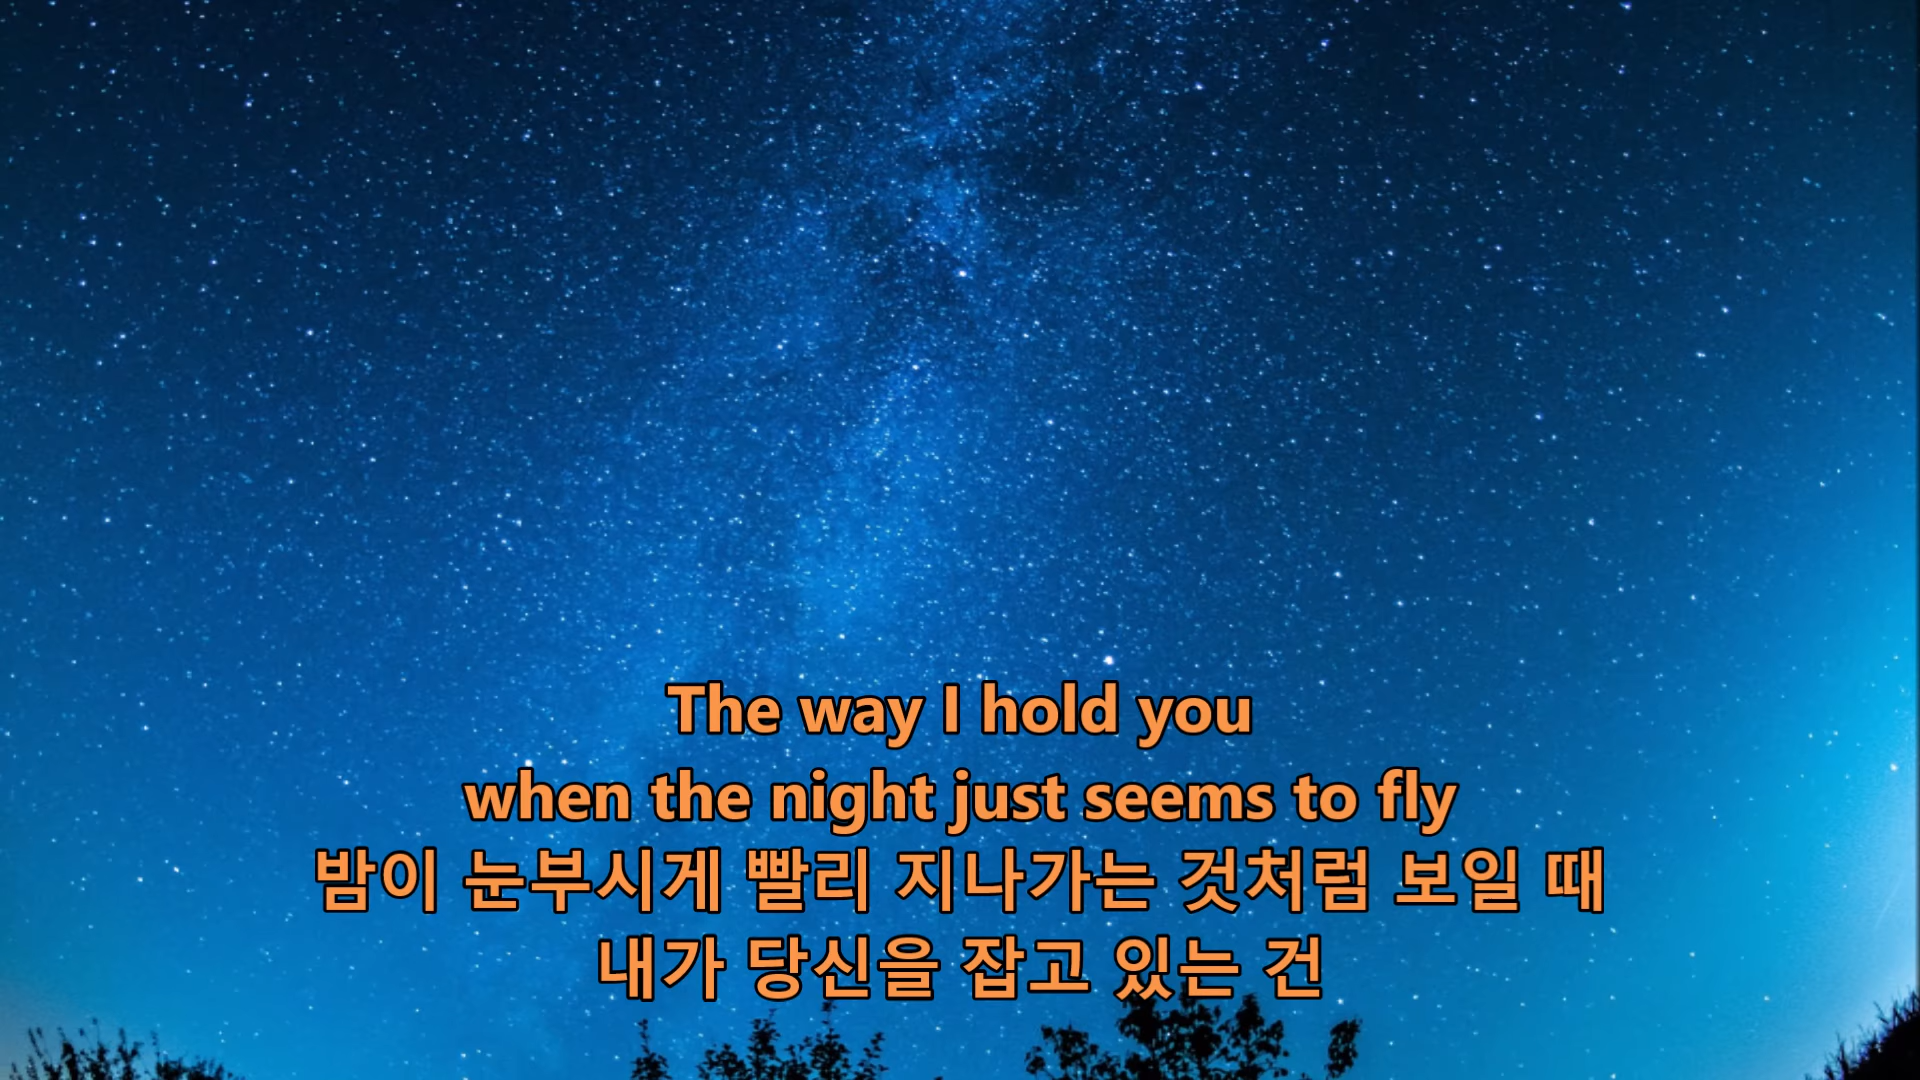 The way I hold you
when the night just seems to fly
밤이 눈부시게 빨리 지나가는 것처럼 보일 때
내가 당신을 잡고 있는 건